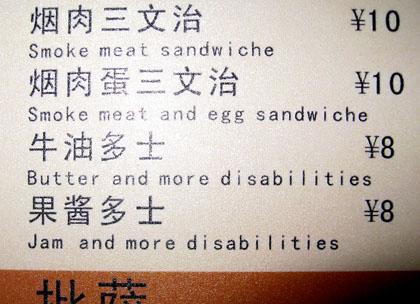 烟肉三文治 ¥10
Smoke meat sandwiche
烟肉蛋三文治 ¥10
Smoke meat and egg sandwiche
牛油多士 ¥8
Butter and more disabilities
果酱多士 ¥8
Jam and more disabilities